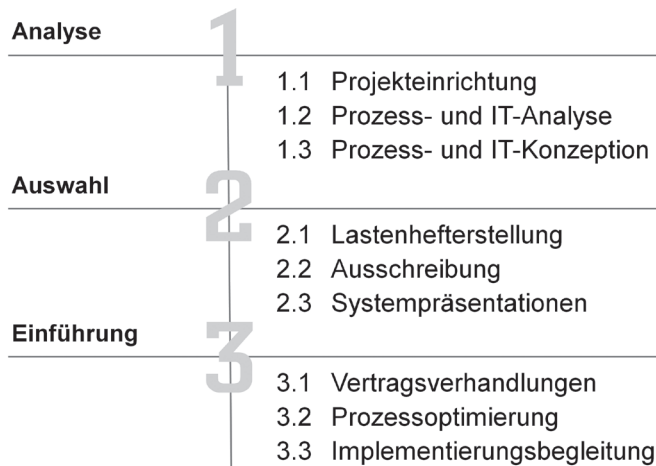 Analyse
1
1.1 Projekteinrichtung
1.2 Prozess- und IT-Analyse
1.3 Prozess- und IT-Konzeption
Auswahl
2
2.1 Lastenhefterstellung
2.2 Ausschreibung
2.3 Systempräsentationen
Einführung
3
3.1 Vertragsverhandlungen
3.2 Prozessoptimierung
3.3 Implementierungsbegleitung